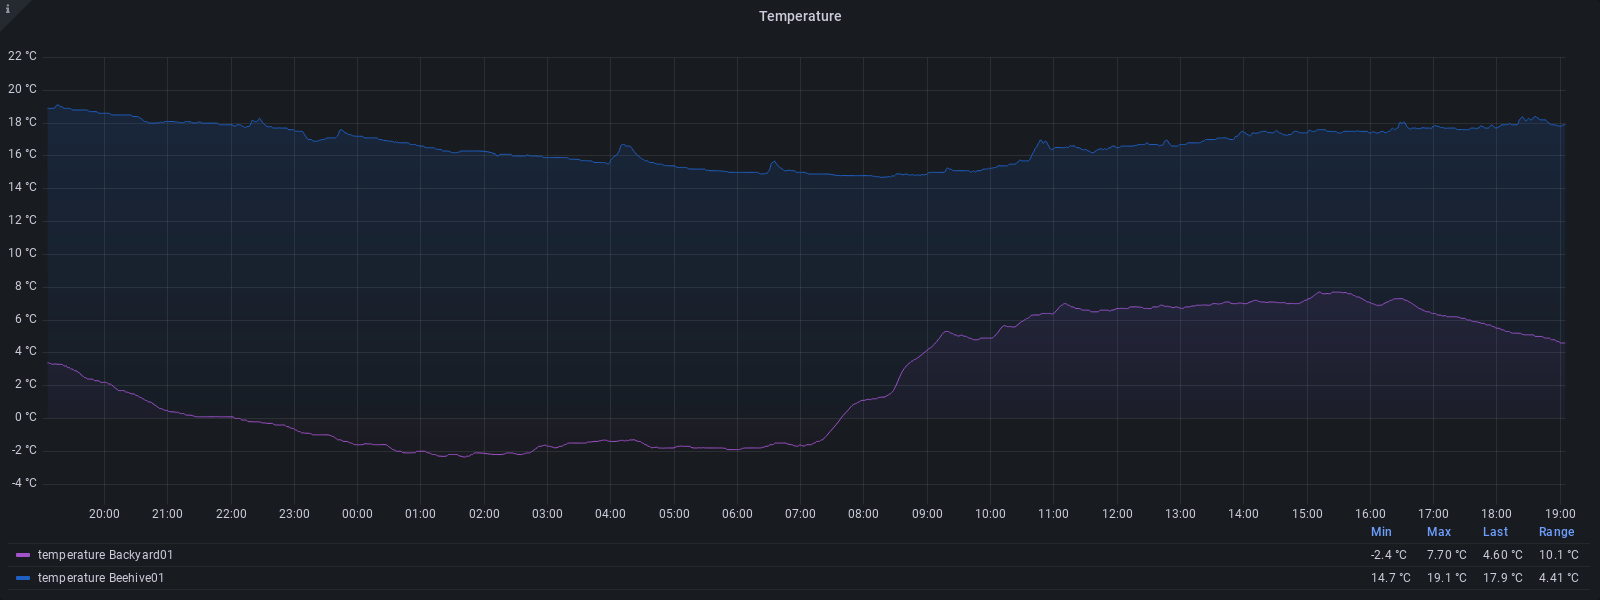 i
Temperature
22 °C
20 °C
18 °C
16 °C
14 °C
12 °C
10 °C
8 °C
6 °C
4 °C
2 °C
0 °C
-2 °C
-4 °C
20:00 21:00 22:00 23:00 00:00 01:00 02:00 03:00 04:00 05:00 06:00 07:00 08:00 09:00 10:00 11:00 12:00 13:00 14:00 15:00 16:00 17:00 18:00 19:00
Min Max Last Range
temperature Backyard01 -2.4 °C 7.70 °C 4.60 °C 10.1 °C
temperature Beehive01 14.7 °C 19.1 °C 17.9 °C 4.41 °C